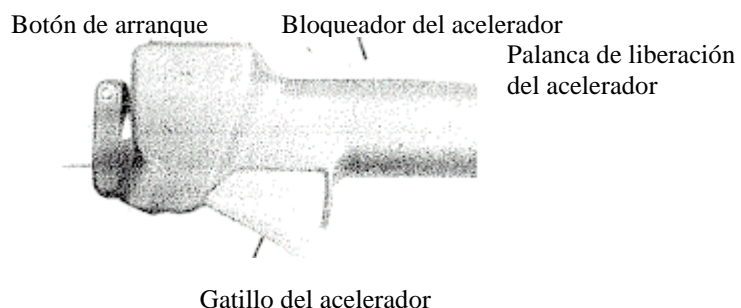 Botón de arranque
Bloqueador del acelerador
Palanca de liberación
del acelerador
Gatillo del acelerador